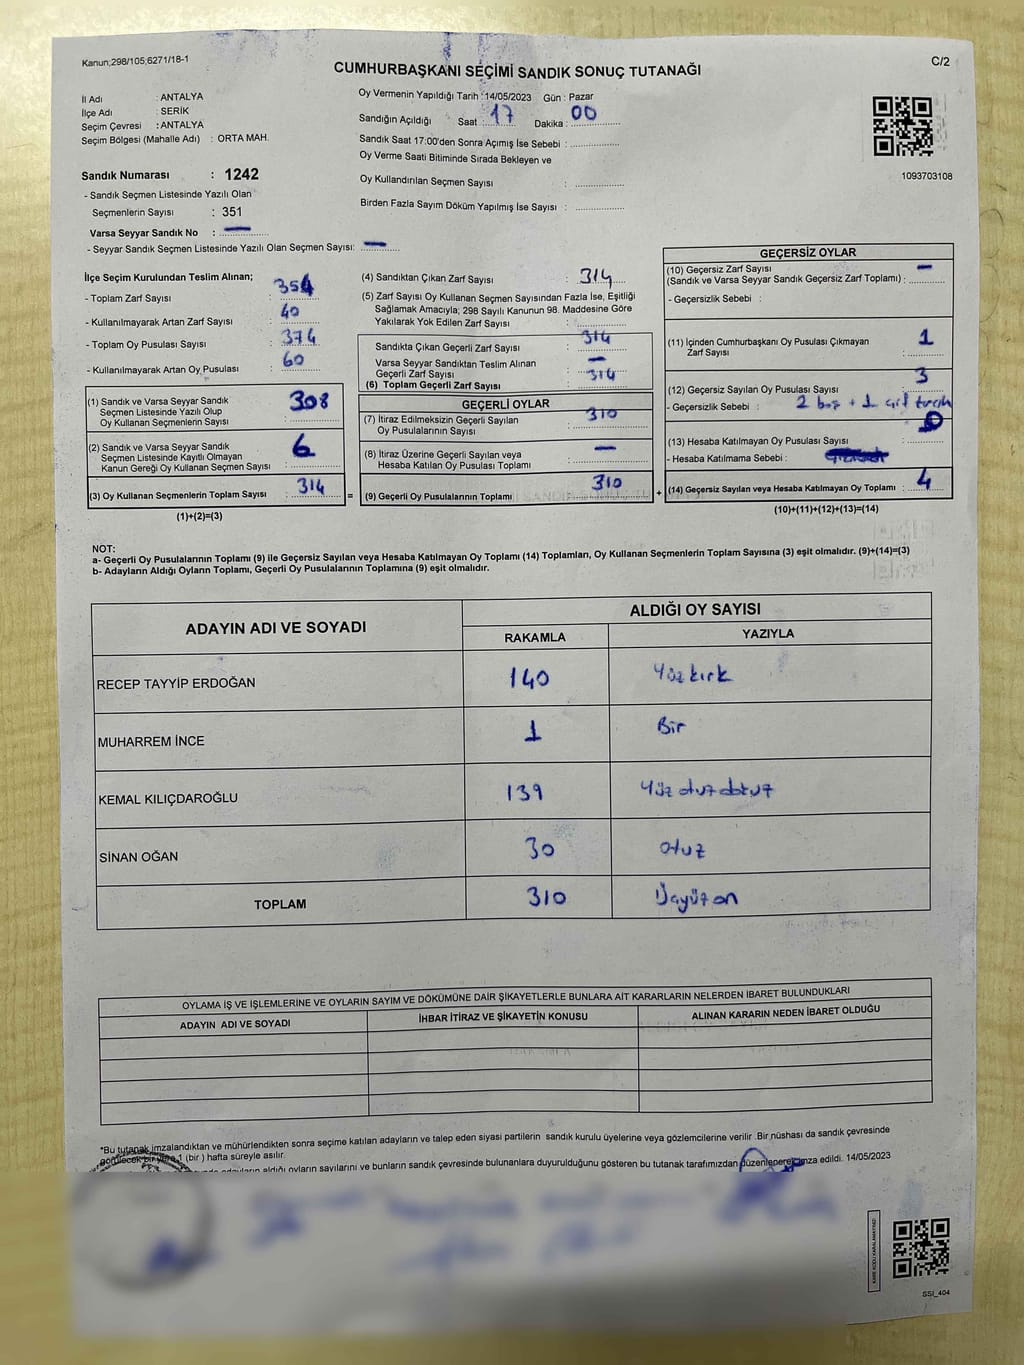 Kanun;298/105;6271/18-1
C/2
CUMHURBAŞKANI SEÇİMİ SANDIK SONUÇ TUTANAĞI
İl Adı : ANTALYA
İlçe Adı : SERİK
Seçim Çevresi : ANTALYA
Seçim Bölgesi (Mahalle Adı) : ORTA MAH.
Oy Vermenin Yapıldığı Tarih :14/05/2023 Gün : Pazar
Sandığın Açıldığı Saat : 17 Dakika : 00
Sandık Saat 17:00'den Sonra Açımış İse Sebebi :
Oy Verme Saati Bitiminde Sırada Bekleyen ve
Oy Kullandırılan Seçmen Sayısı :
Birden Fazla Sayım Döküm Yapılmış İse Sayısı :
1093703108
Sandık Numarası : 1242
- Sandık Seçmen Listesinde Yazılı Olan
Seçmenlerin Sayısı : 351
Varsa Seyyar Sandık No : —
- Seyyar Sandık Seçmen Listesinde Yazılı Olan Seçmen Sayısı: —
İlçe Seçim Kurulundan Teslim Alınan;
- Toplam Zarf Sayısı : 354
- Kullanılmayarak Artan Zarf Sayısı : 40
- Toplam Oy Pusulası Sayısı : 374
- Kullanılmayarak Artan Oy Pusulası : 60
(1) Sandık ve Varsa Seyyar Sandık
Seçmen Listesinde Yazılı Olup
Oy Kullanan Seçmenlerin Sayısı : 308
(2) Sandık ve Varsa Seyyar Sandık
Seçmen Listesinde Kayıtlı Olmayan
Kanun Gereği Oy Kullanan Seçmen Sayısı : 6
(3) Oy Kullanan Seçmenlerin Toplam Sayısı : 314 =
(1)+(2)=(3)
(4) Sandıktan Çıkan Zarf Sayısı : 314
(5) Zarf Sayısı Oy Kullanan Seçmen Sayısından Fazla İse, Eşitliği
Sağlamak Amacıyla; 298 Sayılı Kanunun 98. Maddesine Göre
Yakılarak Yok Edilen Zarf Sayısı :
Sandıkta Çıkan Geçerli Zarf Sayısı : 314
Varsa Seyyar Sandıktan Teslim Alınan
Geçerli Zarf Sayısı : —
(6) Toplam Geçerli Zarf Sayısı : 314
GEÇERLİ OYLAR
(7) İtiraz Edilmeksizin Geçerli Sayılan
Oy Pusulalarının Sayısı : 310
(8) İtiraz Üzerine Geçerli Sayılan veya
Hesaba Katılan Oy Pusulası Toplamı : —
(9) Geçerli Oy Pusulalarının Toplamı : 310 +
GEÇERSİZ OYLAR
(10) Geçersiz Zarf Sayısı
(Sandık ve Varsa Seyyar Sandık Geçersiz Zarf Toplamı) : —
- Geçersizlik Sebebi :
(11) İçinden Cumhurbaşkanı Oy Pusulası Çıkmayan
Zarf Sayısı : 1
(12) Geçersiz Sayılan Oy Pusulası Sayısı : 3
- Geçersizlik Sebebi : 2 boş + 1 çift tercih
(13) Hesaba Katılmayan Oy Pusulası Sayısı : 0
- Hesaba Katılmama Sebebi :
(14) Geçersiz Sayılan veya Hesaba Katılmayan Oy Toplamı : 4
(10)+(11)+(12)+(13)=(14)
NOT:
a- Geçerli Oy Pusulalarının Toplamı (9) ile Geçersiz Sayılan veya Hesaba Katılmayan Oy Toplamı (14) Toplamları, Oy Kullanan Seçmenlerin Toplam Sayısına (3) eşit olmalıdır. (9)+(14)=(3)
b- Adayların Aldığı Oyların Toplamı, Geçerli Oy Pusulalarının Toplamına (9) eşit olmalıdır.
ADAYIN ADI VE SOYADI
ALDIĞI OY SAYISI
RAKAMLA YAZIYLA
RECEP TAYYİP ERDOĞAN 140 Yüzkırk
MUHARREM İNCE 1 Bir
KEMAL KILIÇDAROĞLU 139 Yüz otuz dokuz
SİNAN OĞAN 30 otuz
TOPLAM 310 Üçyüzon
OYLAMA İŞ VE İŞLEMLERİNE VE OYLARIN SAYIM VE DÖKÜMÜNE DAİR ŞİKAYETLERLE BUNLARA AİT KARARLARIN NELERDEN İBARET BULUNDUKLARI
ADAYIN ADI VE SOYADI İHBAR İTİRAZ VE ŞİKAYETİN KONUSU ALINAN KARARIN NEDEN İBARET OLDUĞU
*Bu tutanak imzalandıktan ve mühürlendikten sonra seçime katılan adayların ve talep eden siyasi partilerin sandık kurulu üyelerine veya gözlemcilerine verilir .Bir nüshası da sandık çevresinde
görülecek bir yere 1 (bir ) hafta süreyle asılır.
adayların aldığı oyların sayılarını ve bunların sandık çevresinde bulunanlara duyurulduğunu gösteren bu tutanak tarafımızdan düzenlenerek imza edildi. 14/05/2023
KARE KODU KARALAMAYINIZ!
SSI_404